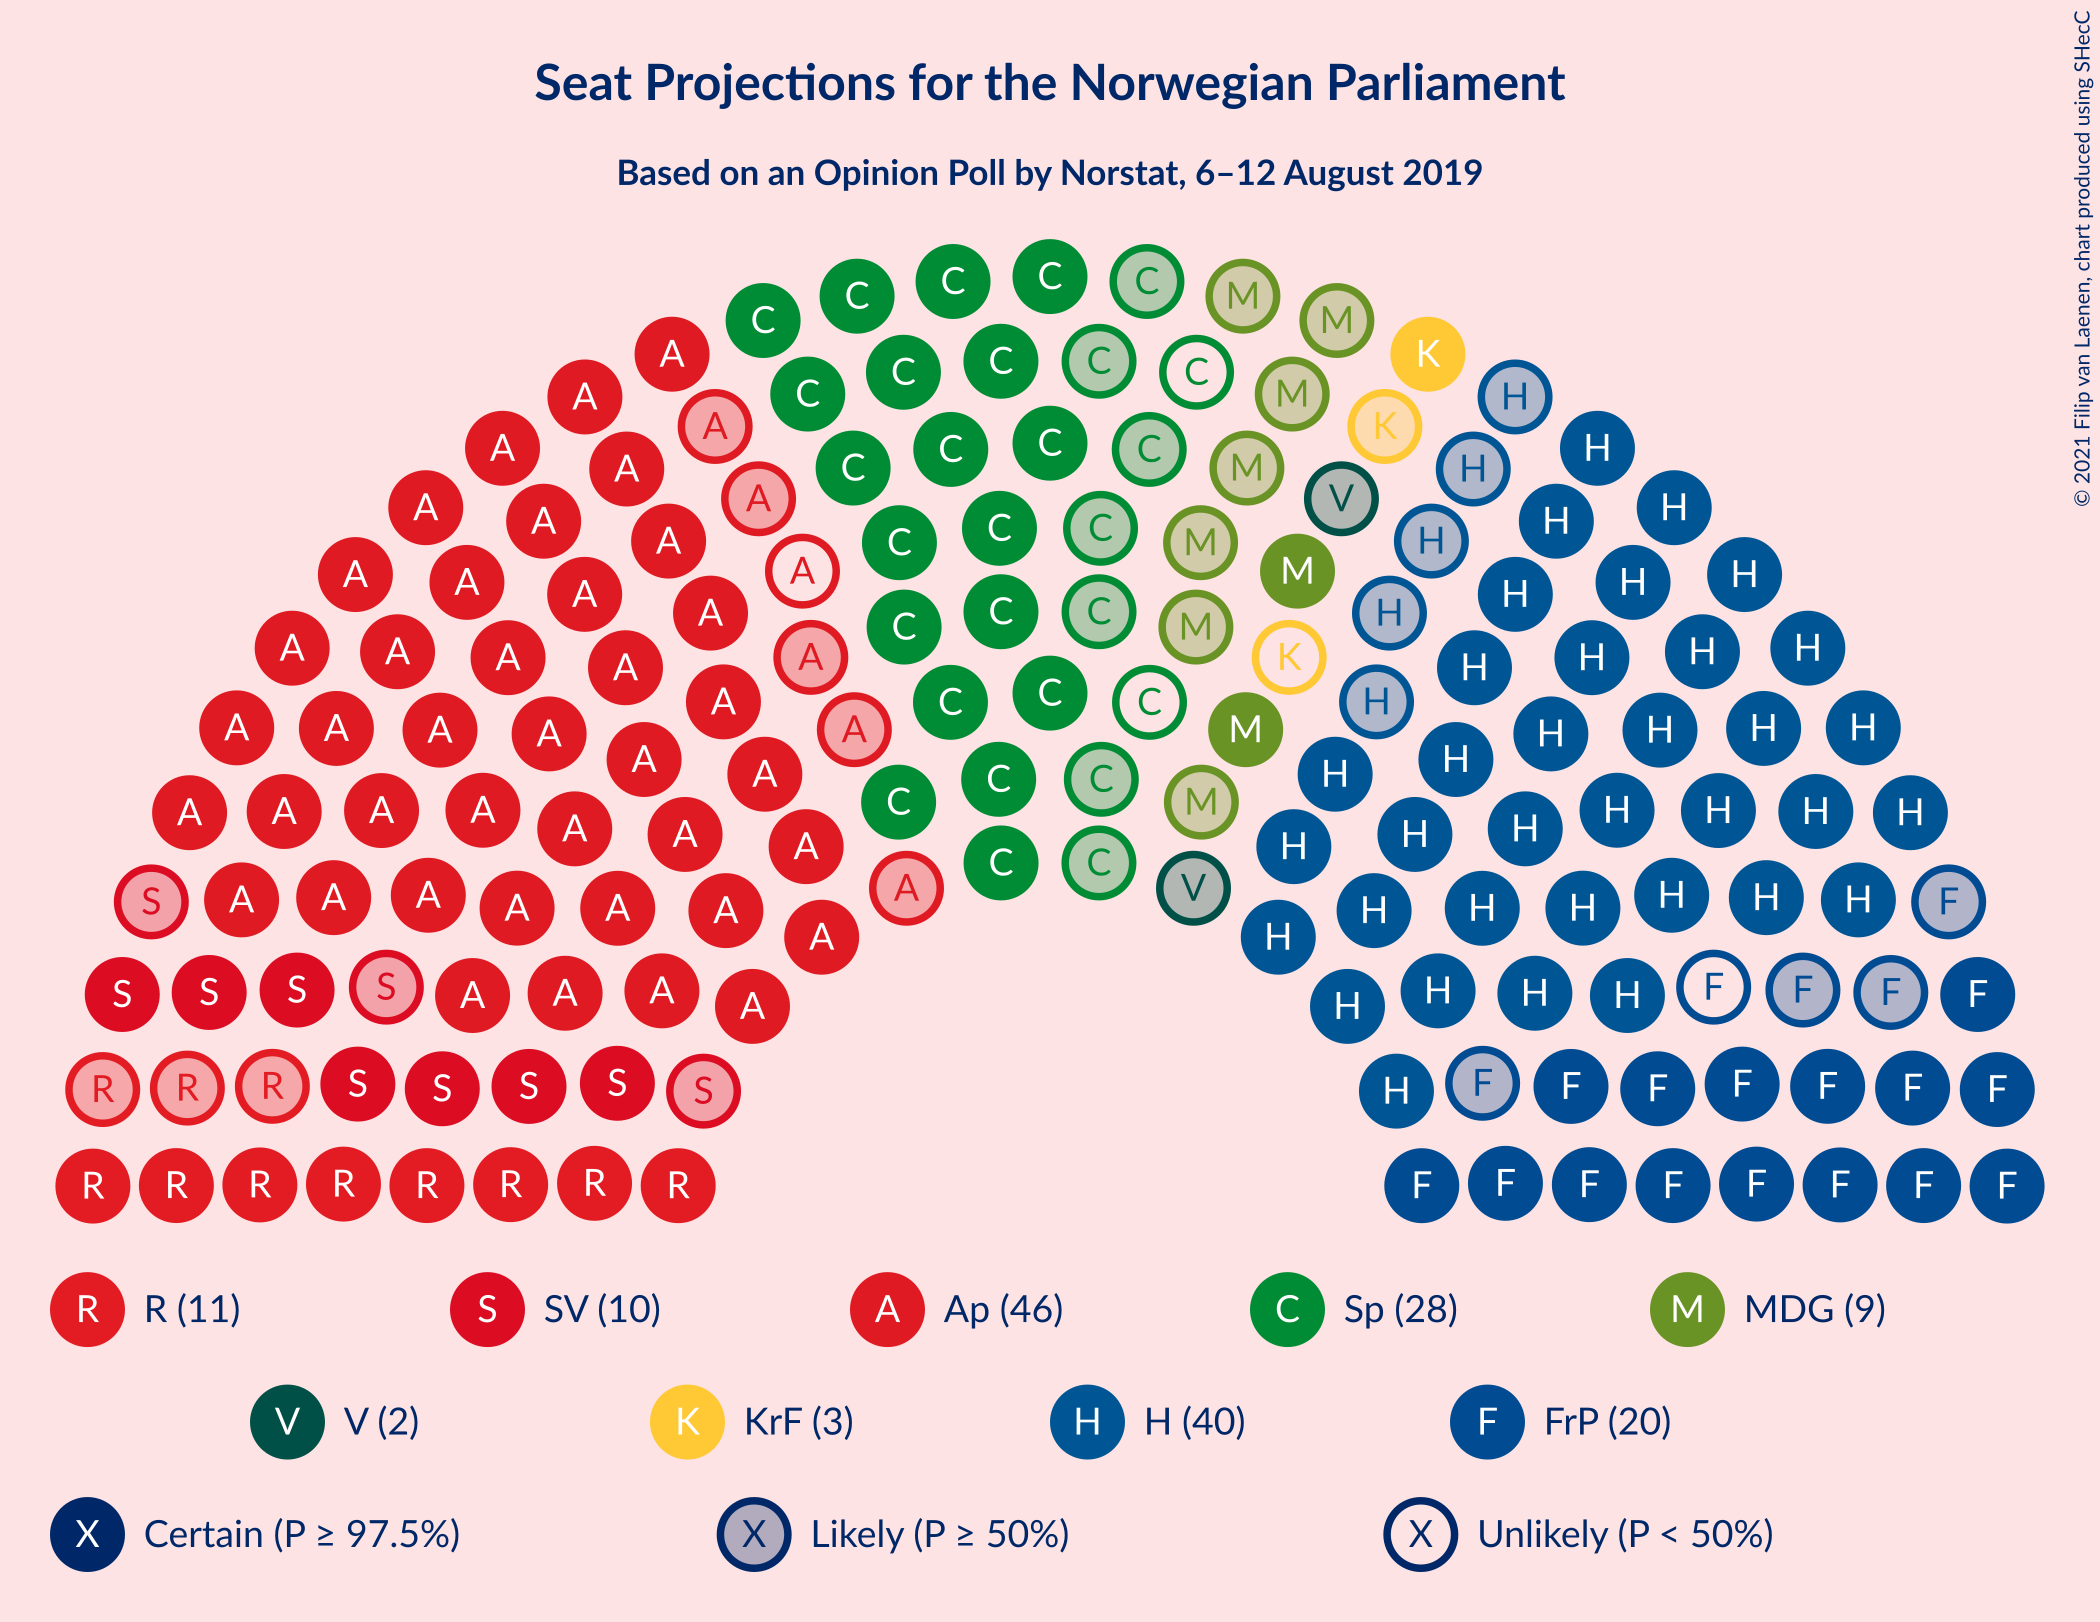 Seat Projections for the Norwegian Parliament
Based on an Opinion Poll by Norstat, 6–12 August 2019
© 2021 Filip van Laenen, chart produced using SHecC
C C C C C M M
A C C C C C M K
A A C C C C M K H
A A A C C C M V H H
A A A A C C C M M H H H
A A A A A C C C M K H H H H
A A A A A A C C C M H H H H H H
A A A A A A A C C C M H H H H H H H
A A A A A A A A C C V H H H H H H H H
S A A A A A A A H H H H H H H F
S S S S A A A A H H H H F F F F
R R R S S S S S H F F F F F F F
R R R R R R R R F F F F F F F F
R R (11) S SV (10) A Ap (46) C Sp (28) M MDG (9)
V V (2) K KrF (3) H H (40) F FrP (20)
X Certain (P ≥ 97.5%) X Likely (P ≥ 50%) X Unlikely (P < 50%)